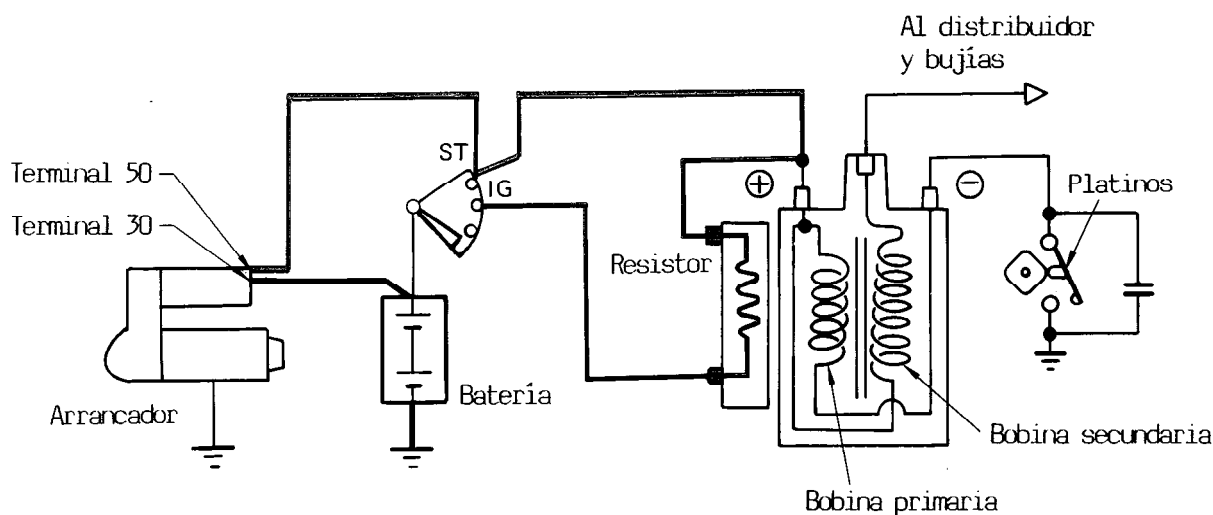 Al distribuidor
y bujías
ST
IG
Terminal 50
Terminal 30
+
−
Platinos
Resistor
Arrancador
Batería
Bobina secundaria
Bobina primaria